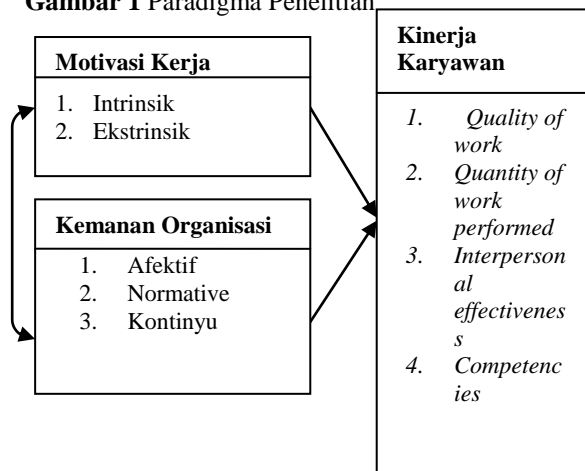 Gambar 1 Paradigma Penelitian
Motivasi Kerja
1. Intrinsik
2. Ekstrinsik
Kemanan Organisasi
1. Afektif
2. Normative
3. Kontinyu
Kinerja
Karyawan
1. Quality of
work
2. Quantity of
work
performed
3. Interperson
al
effectivenes
s
4. Competenc
ies